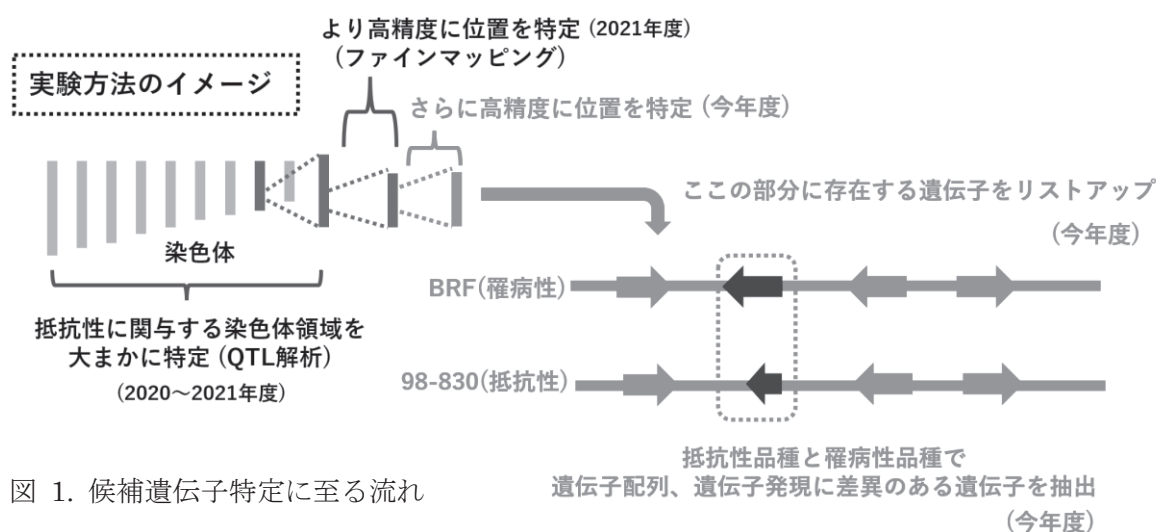 より高精度に位置を特定 (2021年度)
(ファインマッピング)
実験方法のイメージ
さらに高精度に位置を特定 (今年度)
ここの部分に存在する遺伝子をリストアップ
(今年度)
染色体
BRF(罹病性)
抵抗性に関与する染色体領域を
大まかに特定 (QTL解析)
(2020～2021年度)
98-830(抵抗性)
抵抗性品種と罹病性品種で
遺伝子配列、遺伝子発現に差異のある遺伝子を抽出
(今年度)
図 1. 候補遺伝子特定に至る流れ